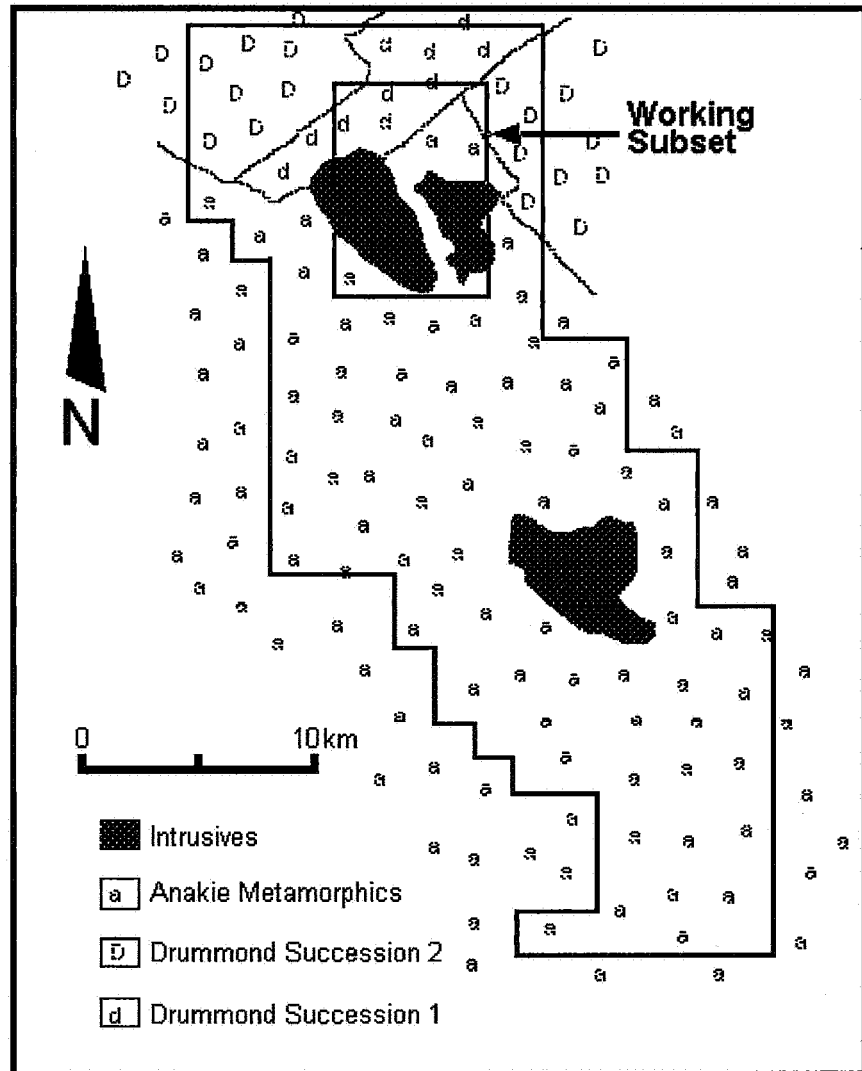 Working
Subset
N
0 10km
Intrusives
a Anakie Metamorphics
D Drummond Succession 2
d Drummond Succession 1